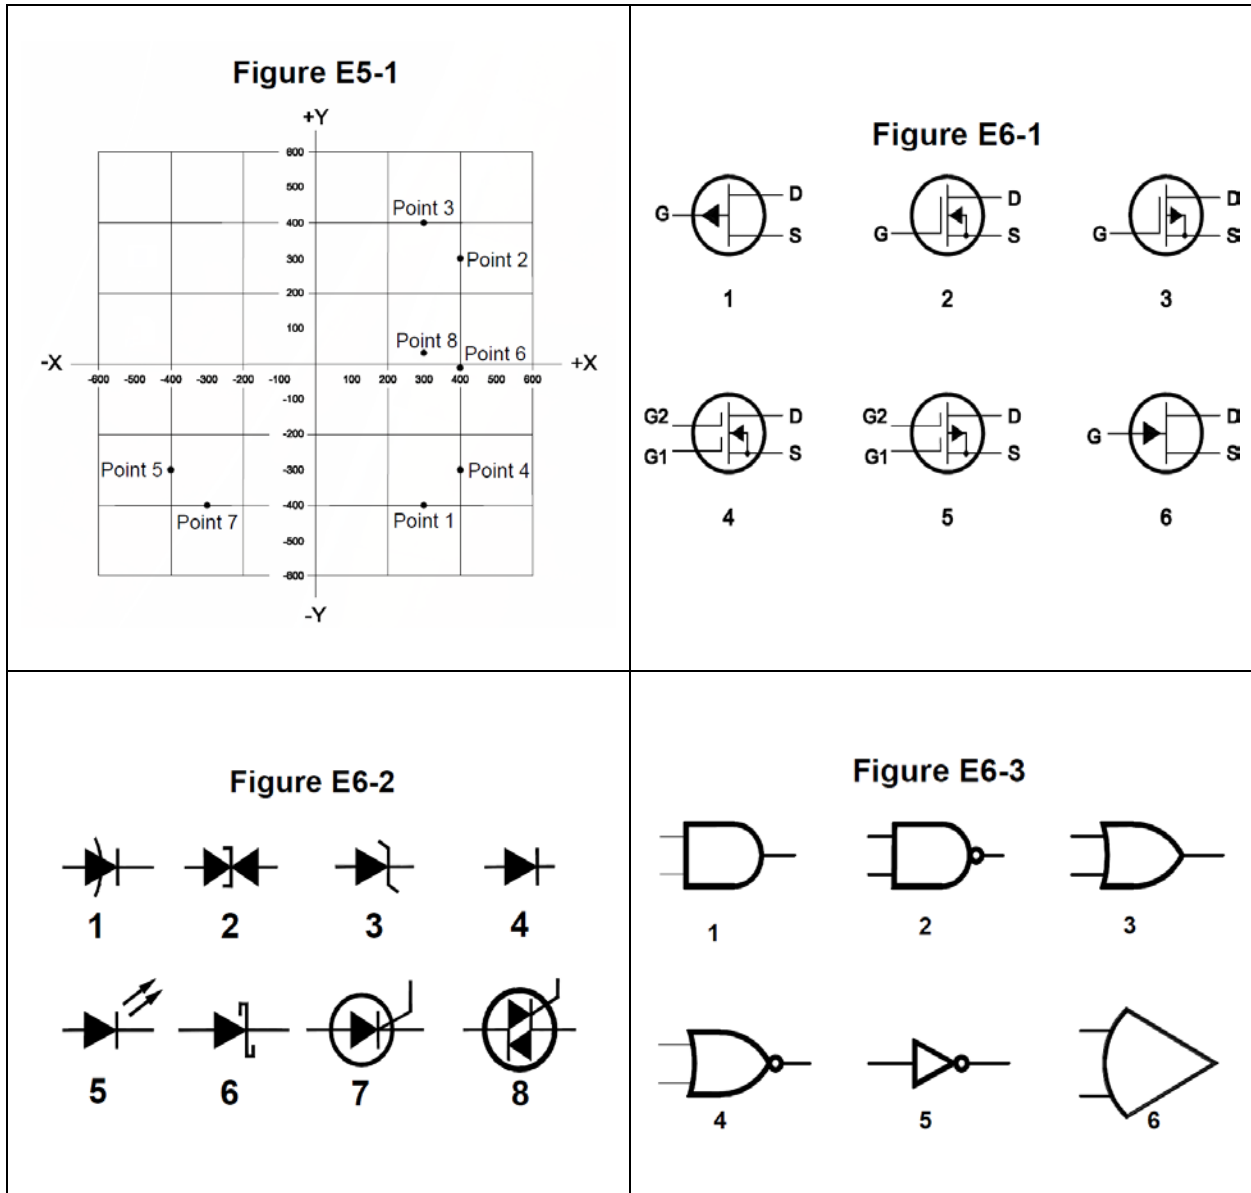 Figure E5-1
+Y
600
500
Point 3
400
300
Point 2
200
100
Point 8
Point 6
-X
+X
-600 -500 -400 -300 -200 -100 100 200 300 400 500 600
-100
-200
Point 5
-300
Point 4
-400
Point 7
Point 1
-500
-600
-Y
Figure E6-1
G D S
G D S
G D S
1 2 3
G2 G1 D S
G2 G1 D S
G D S
4 5 6
Figure E6-2
1 2 3 4
5 6 7 8
Figure E6-3
1 2 3
4 5 6